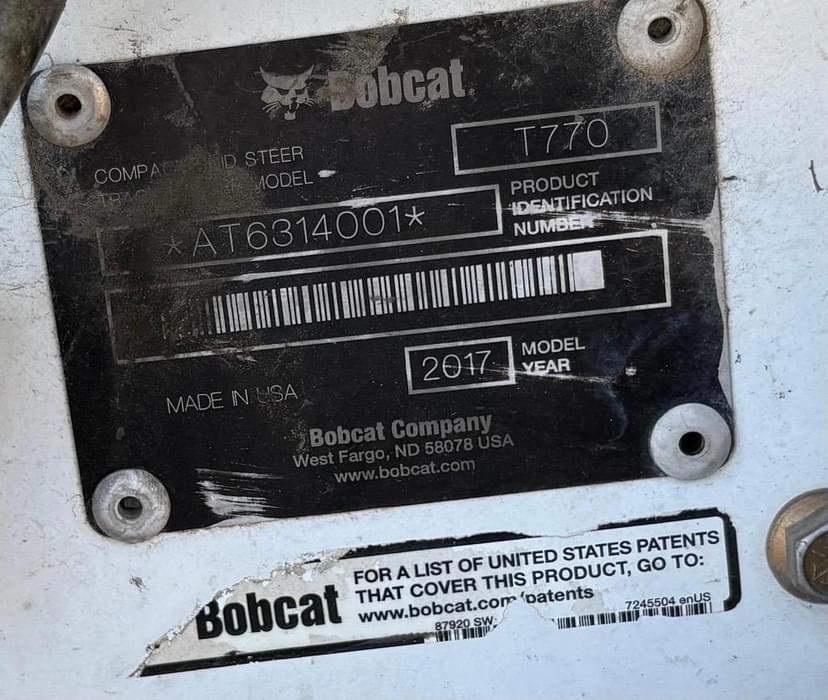 Bobcat
COMPA ND STEER
TRAC MODEL
T770
*AT6314001*
PRODUCT
IDENTIFICATION
NUMBER
2017
MODEL
YEAR
MADE IN USA
Bobcat Company
West Fargo, ND 58078 USA
www.bobcat.com
Bobcat
FOR A LIST OF UNITED STATES PATENTS
THAT COVER THIS PRODUCT, GO TO:
www.bobcat.com/patents
87920 SW
7245504 enUS